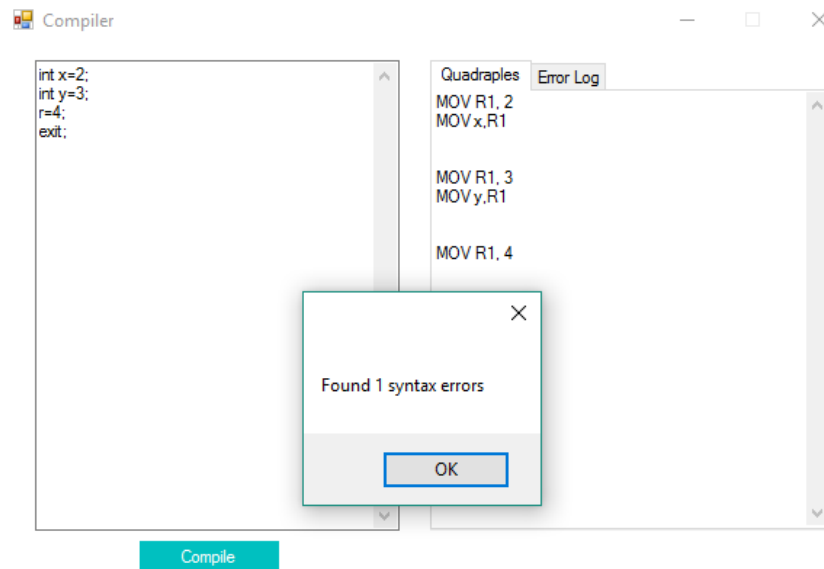 Compiler
int x=2;
int y=3;
r=4;
exit;
Quadraples
Error Log
MOV R1, 2
MOV x,R1
MOV R1, 3
MOV y,R1
MOV R1, 4
Found 1 syntax errors
OK
Compile